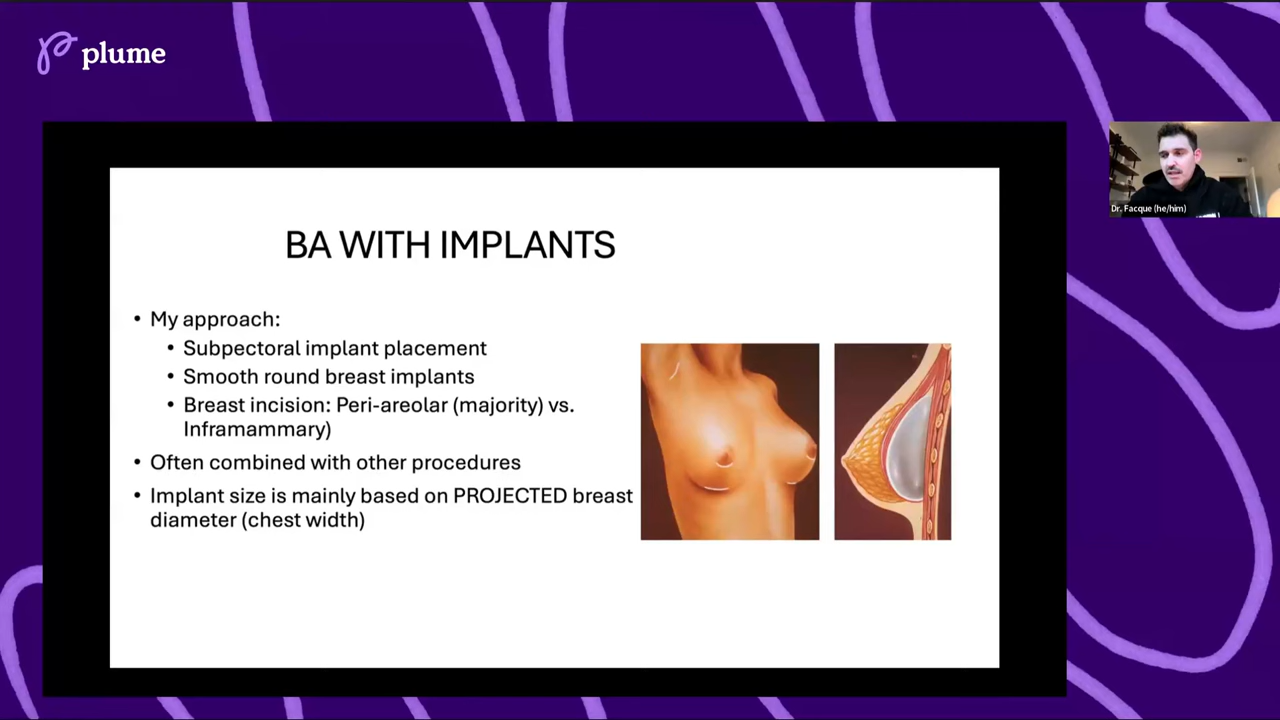 plume
BA WITH IMPLANTS
• My approach:
• Subpectoral implant placement
• Smooth round breast implants
• Breast incision: Peri-areolar (majority) vs.
Inframammary)
• Often combined with other procedures
• Implant size is mainly based on PROJECTED breast
diameter (chest width)
Dr. Facque (he/him)